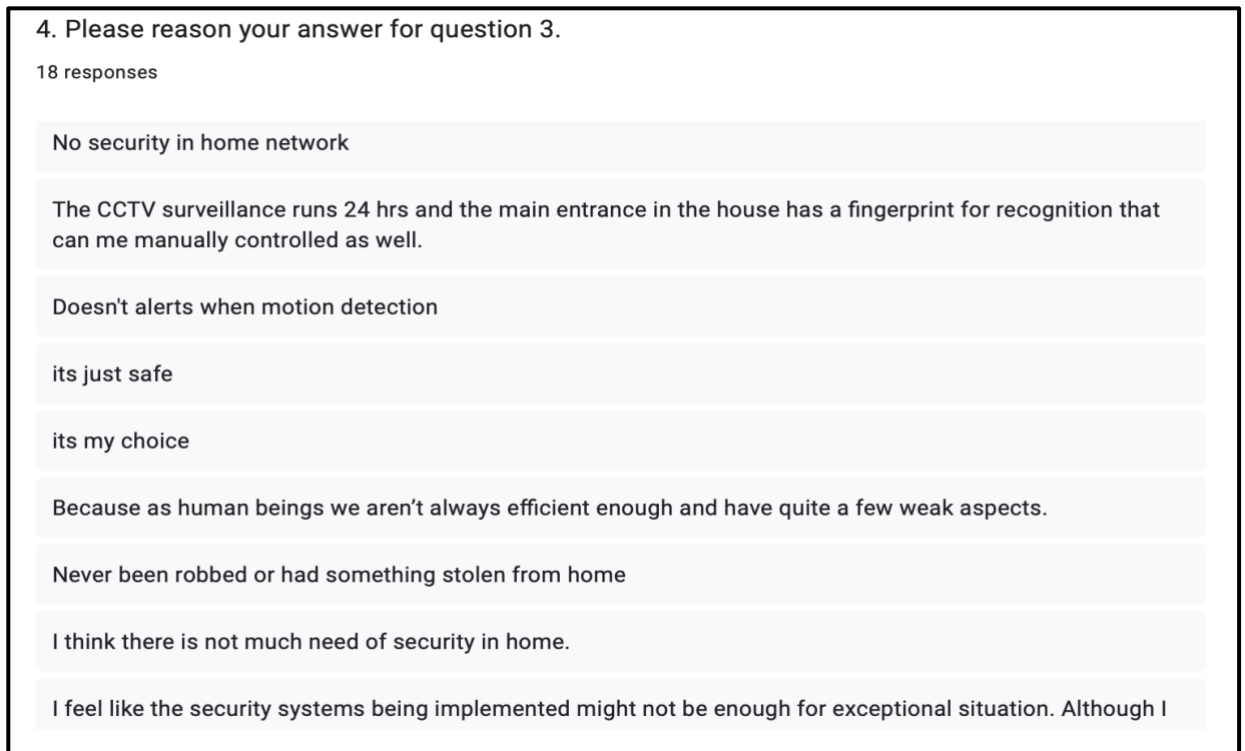 4. Please reason your answer for question 3.
18 responses
No security in home network
The CCTV surveillance runs 24 hrs and the main entrance in the house has a fingerprint for recognition that
can me manually controlled as well.
Doesn't alerts when motion detection
its just safe
its my choice
Because as human beings we aren’t always efficient enough and have quite a few weak aspects.
Never been robbed or had something stolen from home
I think there is not much need of security in home.
I feel like the security systems being implemented might not be enough for exceptional situation. Although I